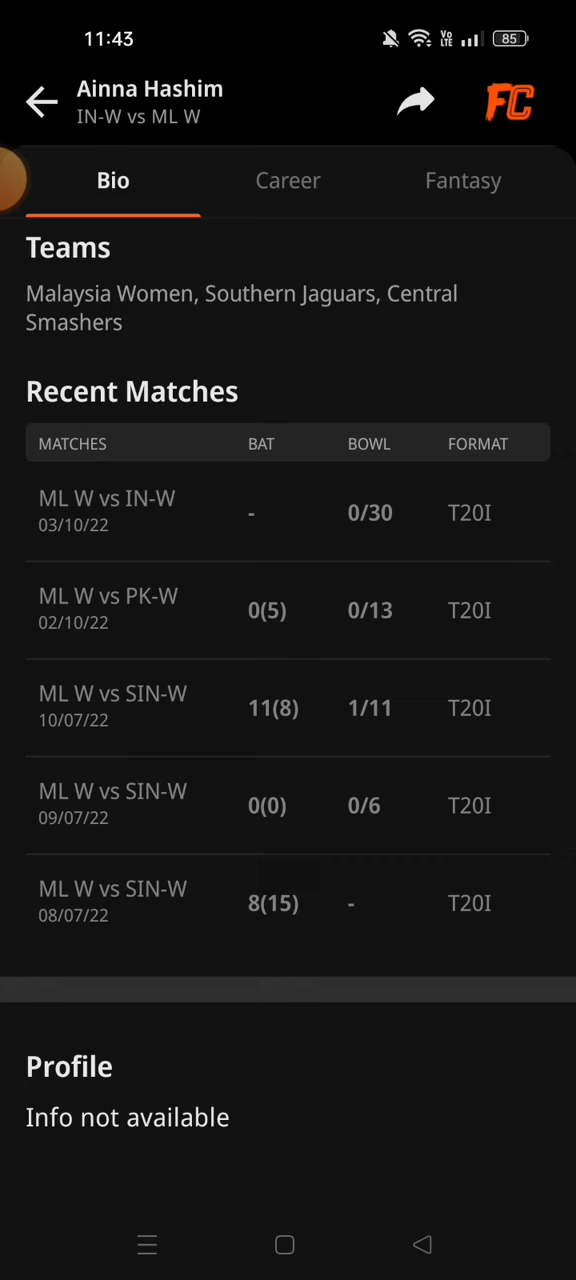 11:43
Vo
LTE
85
Ainna Hashim
IN-W vs ML W
FC
Bio Career Fantasy
Teams
Malaysia Women, Southern Jaguars, Central
Smashers
Recent Matches
MATCHES BAT BOWL FORMAT
ML W vs IN-W
03/10/22
- 0/30 T20I
ML W vs PK-W
02/10/22
0(5) 0/13 T20I
ML W vs SIN-W
10/07/22
11(8) 1/11 T20I
ML W vs SIN-W
09/07/22
0(0) 0/6 T20I
ML W vs SIN-W
08/07/22
8(15) - T20I
Profile
Info not available